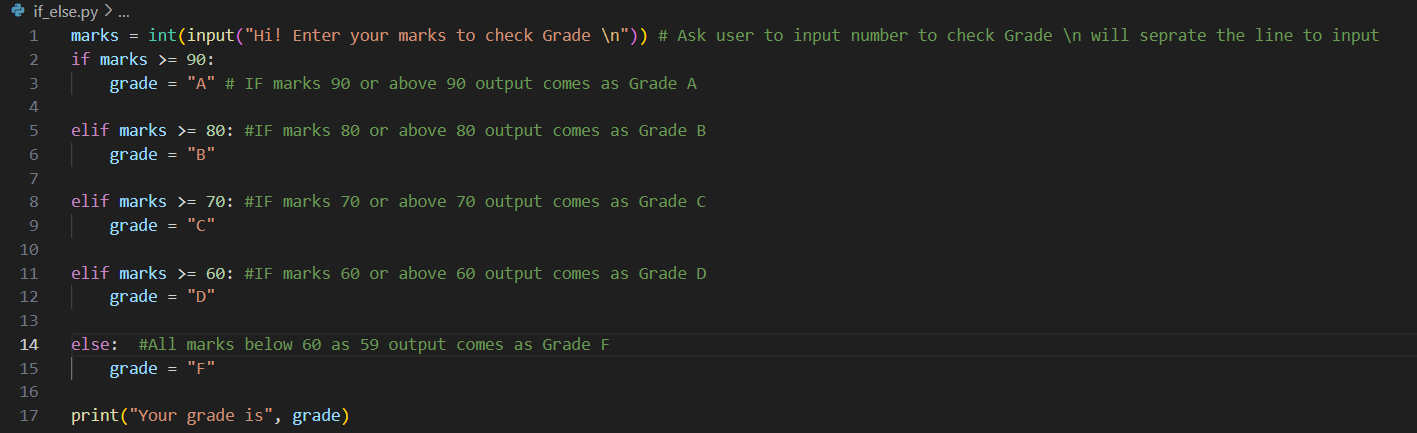 if_else.py > ...
1 marks = int(input("Hi! Enter your marks to check Grade \n")) # Ask user to input number to check Grade \n will seprate the line to input
2 if marks >= 90:
3     grade = "A" # IF marks 90 or above 90 output comes as Grade A
4
5 elif marks >= 80: #IF marks 80 or above 80 output comes as Grade B
6     grade = "B"
7
8 elif marks >= 70: #IF marks 70 or above 70 output comes as Grade C
9     grade = "C"
10
11 elif marks >= 60: #IF marks 60 or above 60 output comes as Grade D
12     grade = "D"
13
14 else:  #All marks below 60 as 59 output comes as Grade F
15     grade = "F"
16
17 print("Your grade is", grade)